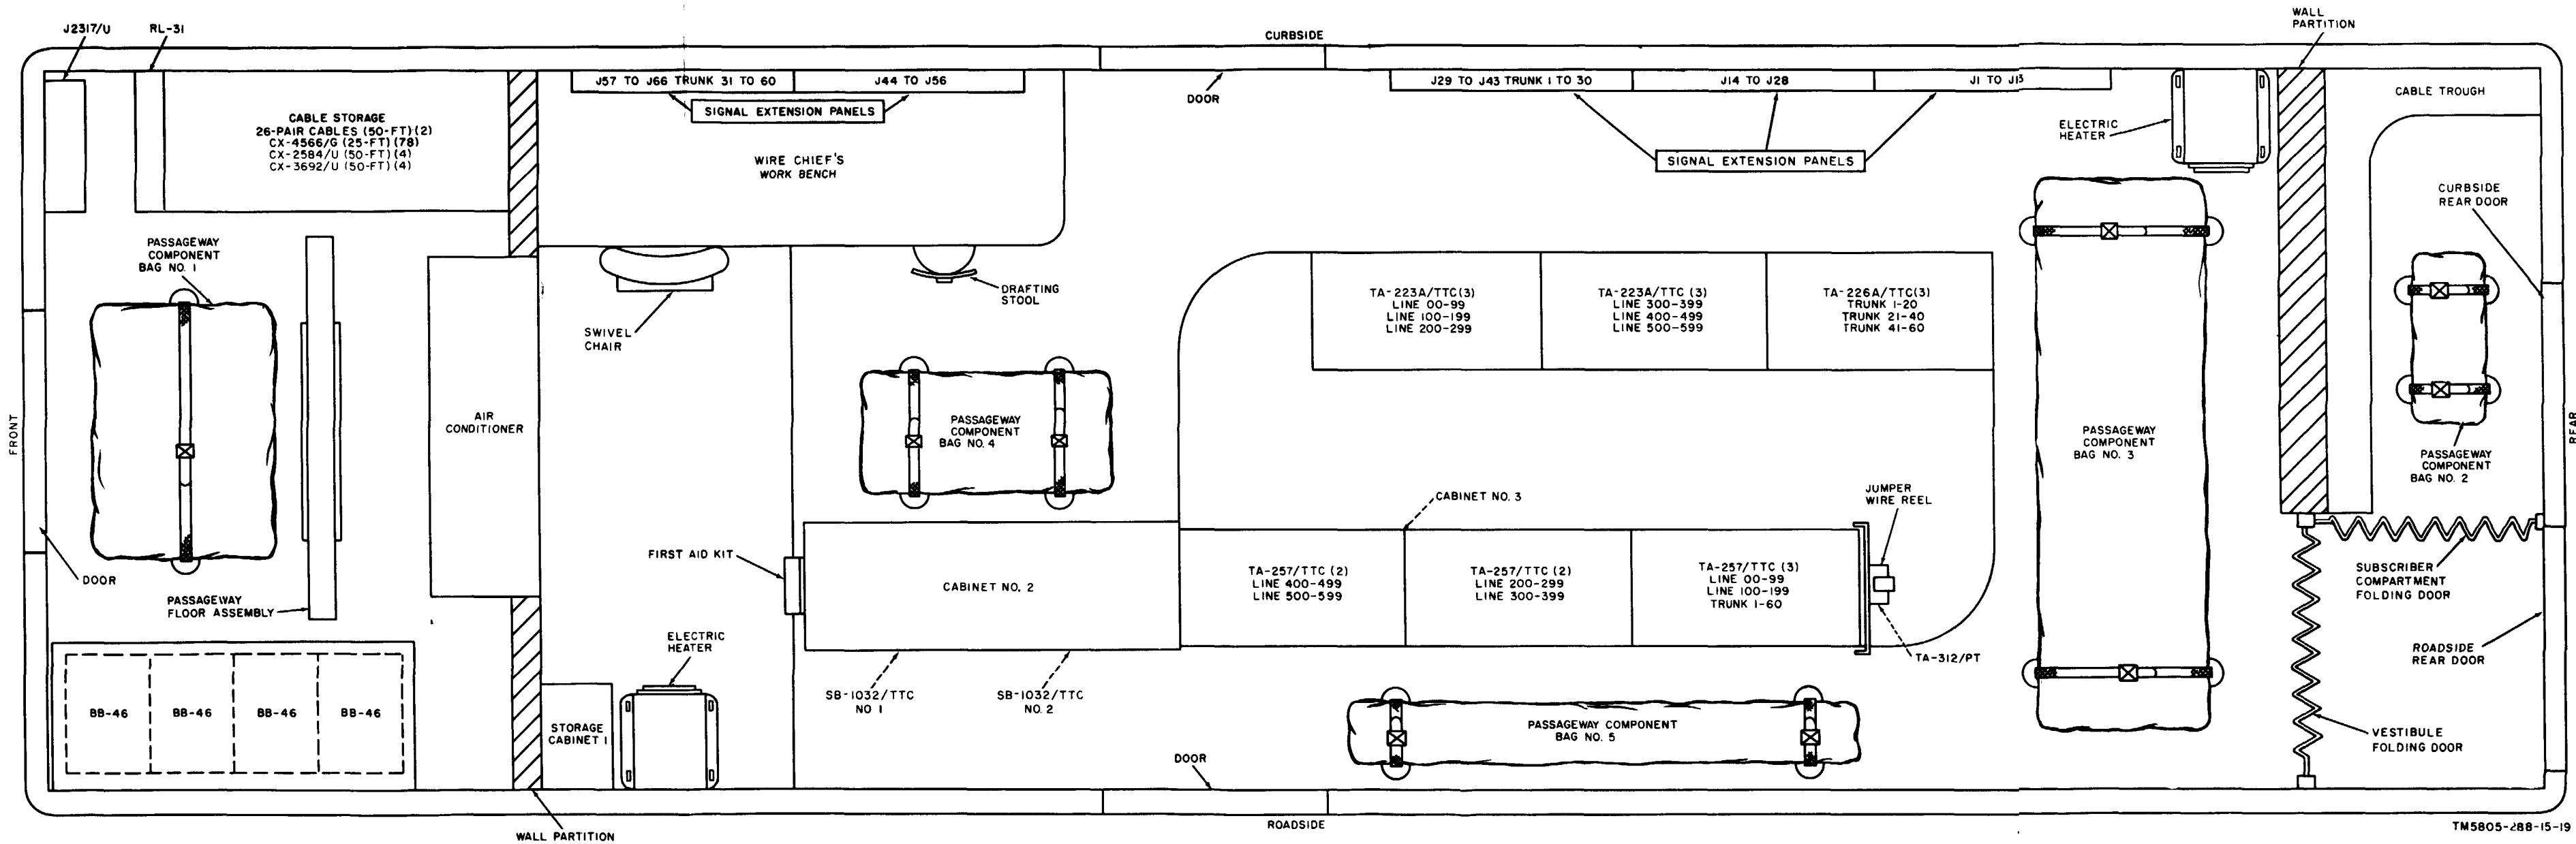 J2317/U
RL-31
CURBSIDE
WALL
PARTITION
J57 TO J66 TRUNK 31 TO 60
J44 TO J56
SIGNAL EXTENSION PANELS
DOOR
J29 TO J43 TRUNK 1 TO 30
J14 TO J28
J1 TO J13
SIGNAL EXTENSION PANELS
ELECTRIC
HEATER
CABLE TROUGH
CABLE STORAGE
26-PAIR CABLES (50-FT)(2)
CX-4566/G (25-FT)(78)
CX-2584/U (50-FT)(4)
CX-3692/U (50-FT)(4)
WIRE CHIEF'S
WORK BENCH
CURBSIDE
REAR DOOR
PASSAGEWAY
COMPONENT
BAG NO. 1
SWIVEL
CHAIR
DRAFTING
STOOL
TA-223A/TTC(3)
LINE 00-99
LINE 100-199
LINE 200-299
TA-223A/TTC (3)
LINE 300-399
LINE 400-499
LINE 500-599
TA-226A/TTC(3)
TRUNK 1-20
TRUNK 21-40
TRUNK 41-60
FRONT
AIR
CONDITIONER
PASSAGEWAY
COMPONENT
BAG NO. 4
PASSAGEWAY
COMPONENT
BAG NO. 3
PASSAGEWAY
COMPONENT
BAG NO. 2
REAR
CABINET NO. 3
JUMPER
WIRE REEL
DOOR
PASSAGEWAY
FLOOR ASSEMBLY
FIRST AID KIT
CABINET NO. 2
TA-257/TTC (2)
LINE 400-499
LINE 500-599
TA-257/TTC (2)
LINE 200-299
LINE 300-399
TA-257/TTC (3)
LINE 00-99
LINE 100-199
TRUNK 1-60
TA-312/PT
SUBSCRIBER
COMPARTMENT
FOLDING DOOR
ROADSIDE
REAR DOOR
ELECTRIC
HEATER
SB-1032/TTC
NO 1
SB-1032/TTC
NO. 2
BB-46
BB-46
BB-46
BB-46
STORAGE
CABINET 1
PASSAGEWAY COMPONENT
BAG NO. 5
VESTIBULE
FOLDING DOOR
DOOR
WALL PARTITION
ROADSIDE
TM5805-288-15-19